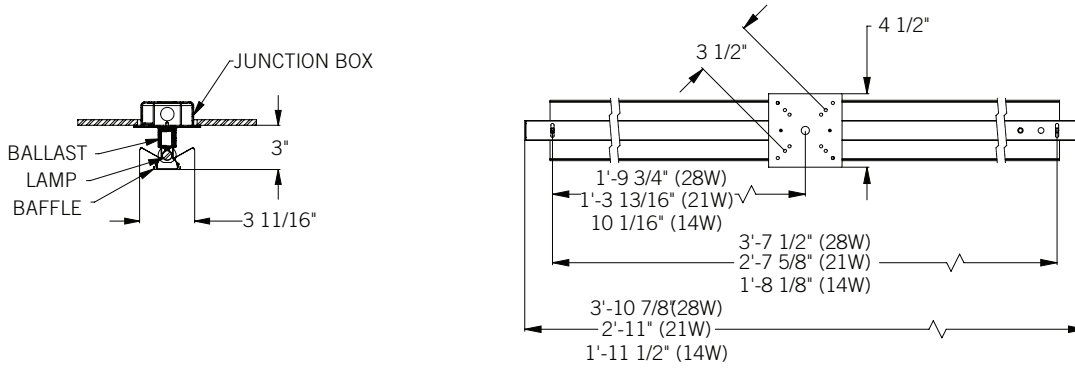 JUNCTION BOX
BALLAST
LAMP
BAFFLE
3"
3 11/16"
4 1/2"
3 1/2"
1'-9 3/4" (28W)
1'-3 13/16" (21W)
10 1/16" (14W)
3'-7 1/2" (28W)
2'-7 5/8" (21W)
1'-8 1/8" (14W)
3'-10 7/8"(28W)
2'-11" (21W)
1'-11 1/2" (14W)